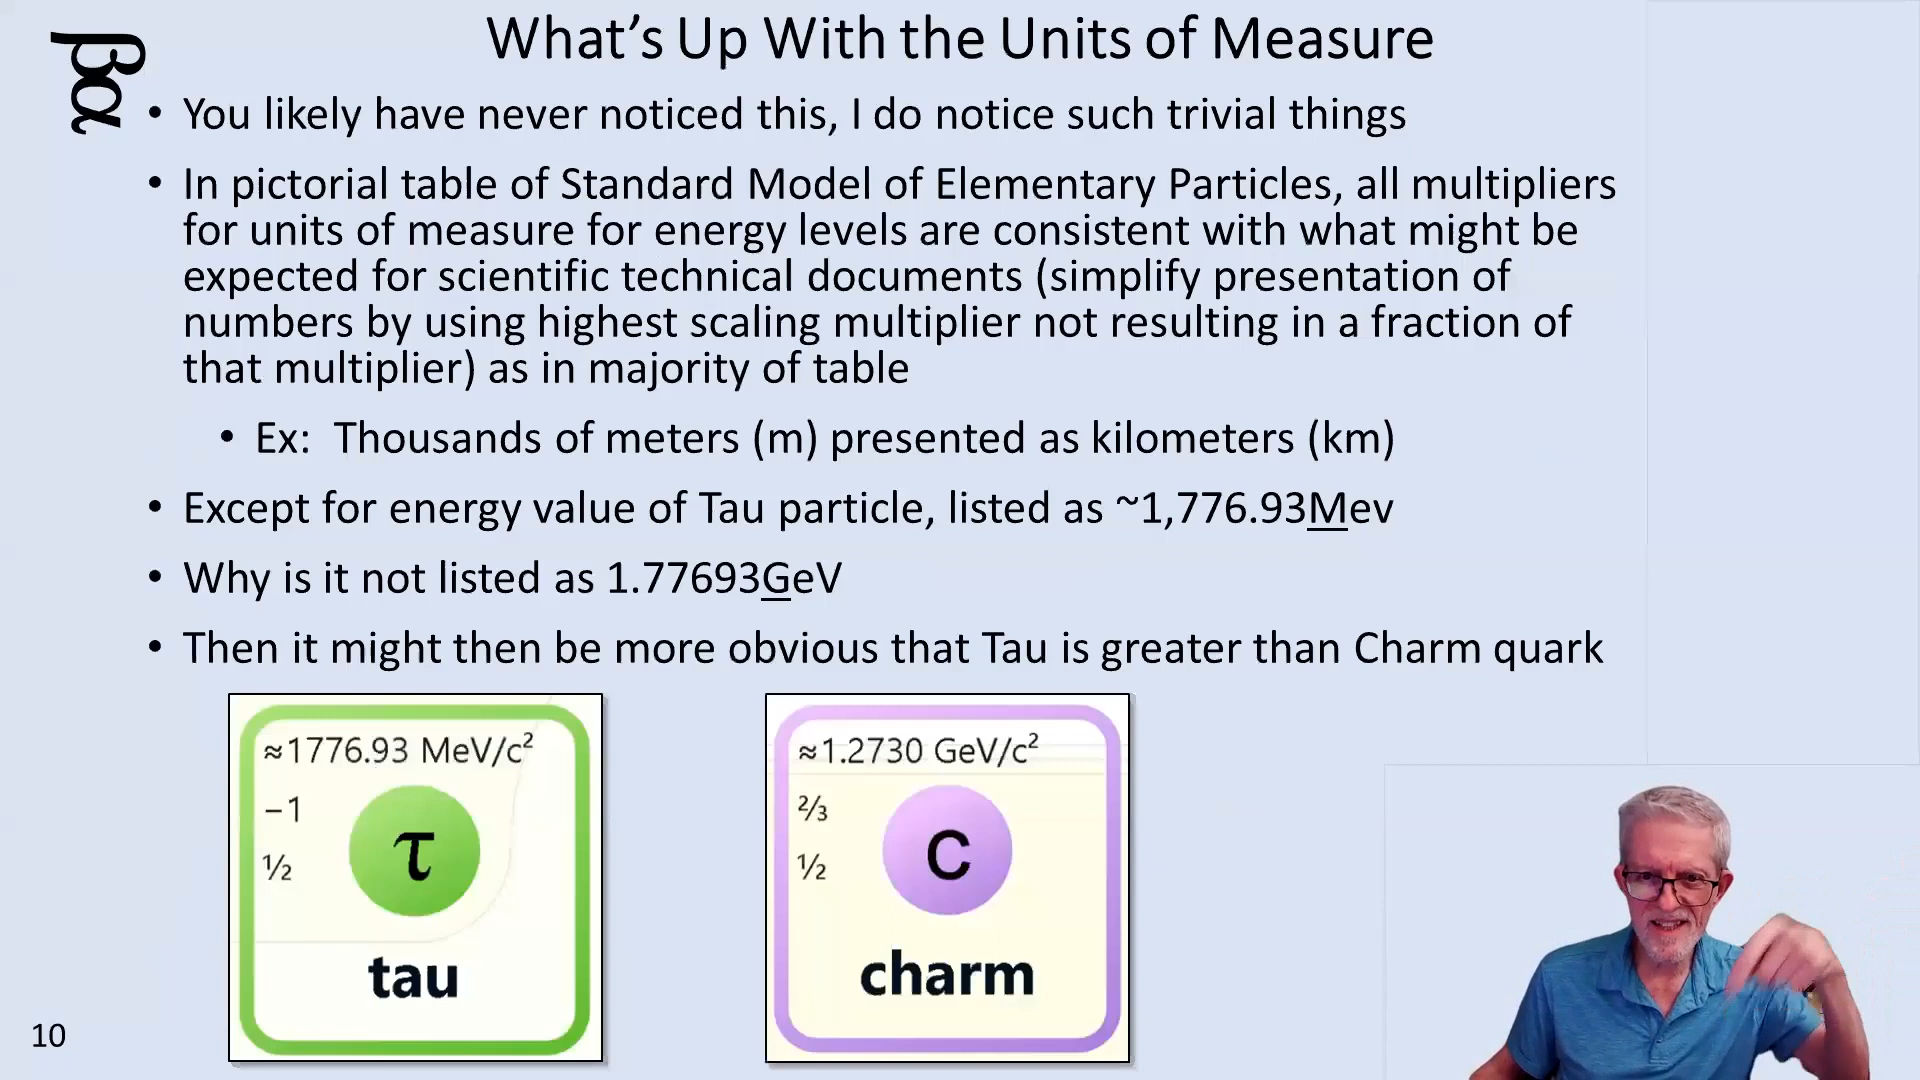 What's Up With the Units of Measure
βα
• You likely have never noticed this, I do notice such trivial things
• In pictorial table of Standard Model of Elementary Particles, all multipliers
for units of measure for energy levels are consistent with what might be
expected for scientific technical documents (simplify presentation of
numbers by using highest scaling multiplier not resulting in a fraction of
that multiplier) as in majority of table
• Ex: Thousands of meters (m) presented as kilometers (km)
• Except for energy value of Tau particle, listed as ~1,776.93Mev
• Why is it not listed as 1.77693GeV
• Then it might then be more obvious that Tau is greater than Charm quark
≈1776.93 MeV/c²
−1
½
τ
tau
≈1.2730 GeV/c²
⅔
½
C
charm
10